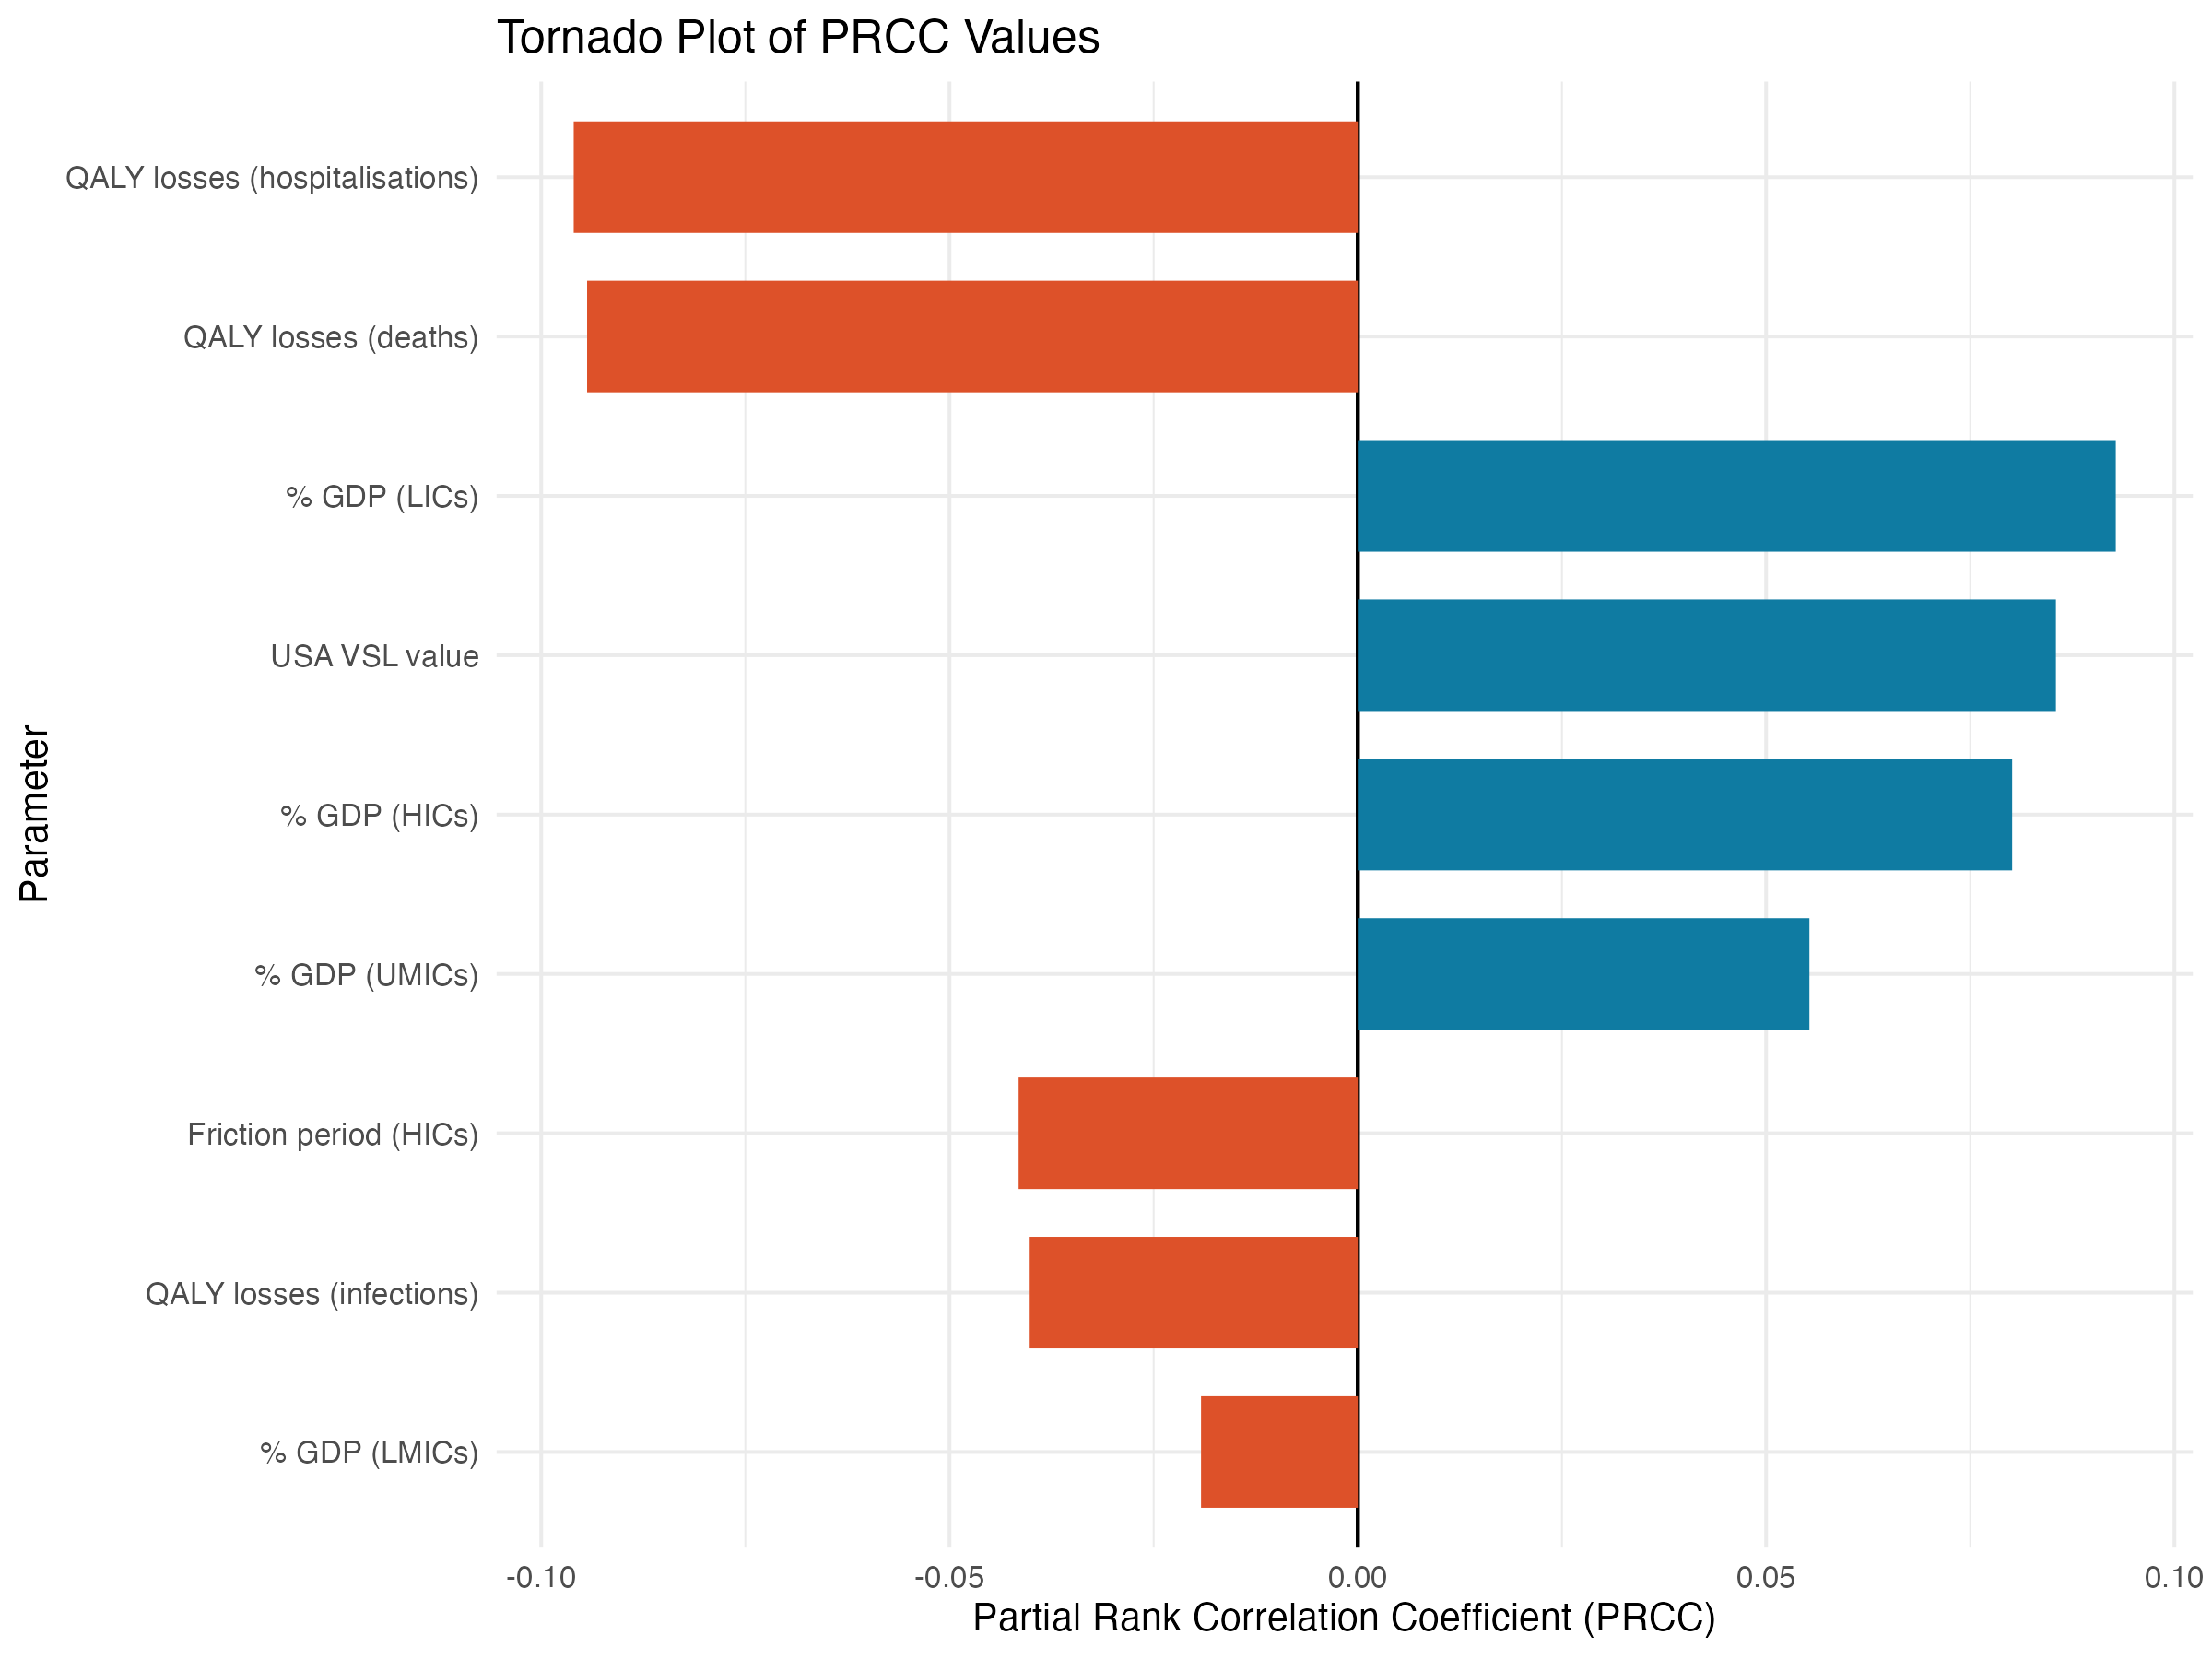 Tornado Plot of PRCC Values
QALY losses (hospitalisations)
QALY losses (deaths)
% GDP (LICs)
USA VSL value
% GDP (HICs)
% GDP (UMICs)
Friction period (HICs)
QALY losses (infections)
% GDP (LMICs)
Parameter
-0.10 -0.05 0.00 0.05 0.10
Partial Rank Correlation Coefficient (PRCC)